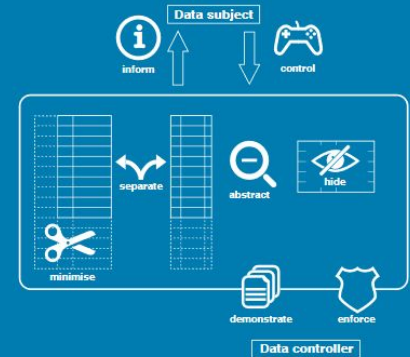 Data subject
inform
control
separate
abstract
hide
minimise
demonstrate
enforce
Data controller